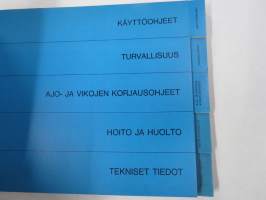 KÄYTTÖOHJEET
TURVALLISUUS
AJO- JA VIKOJEN KORJAUSOHJEET
HOITO JA HUOLTO
TEKNISET TIEDOT